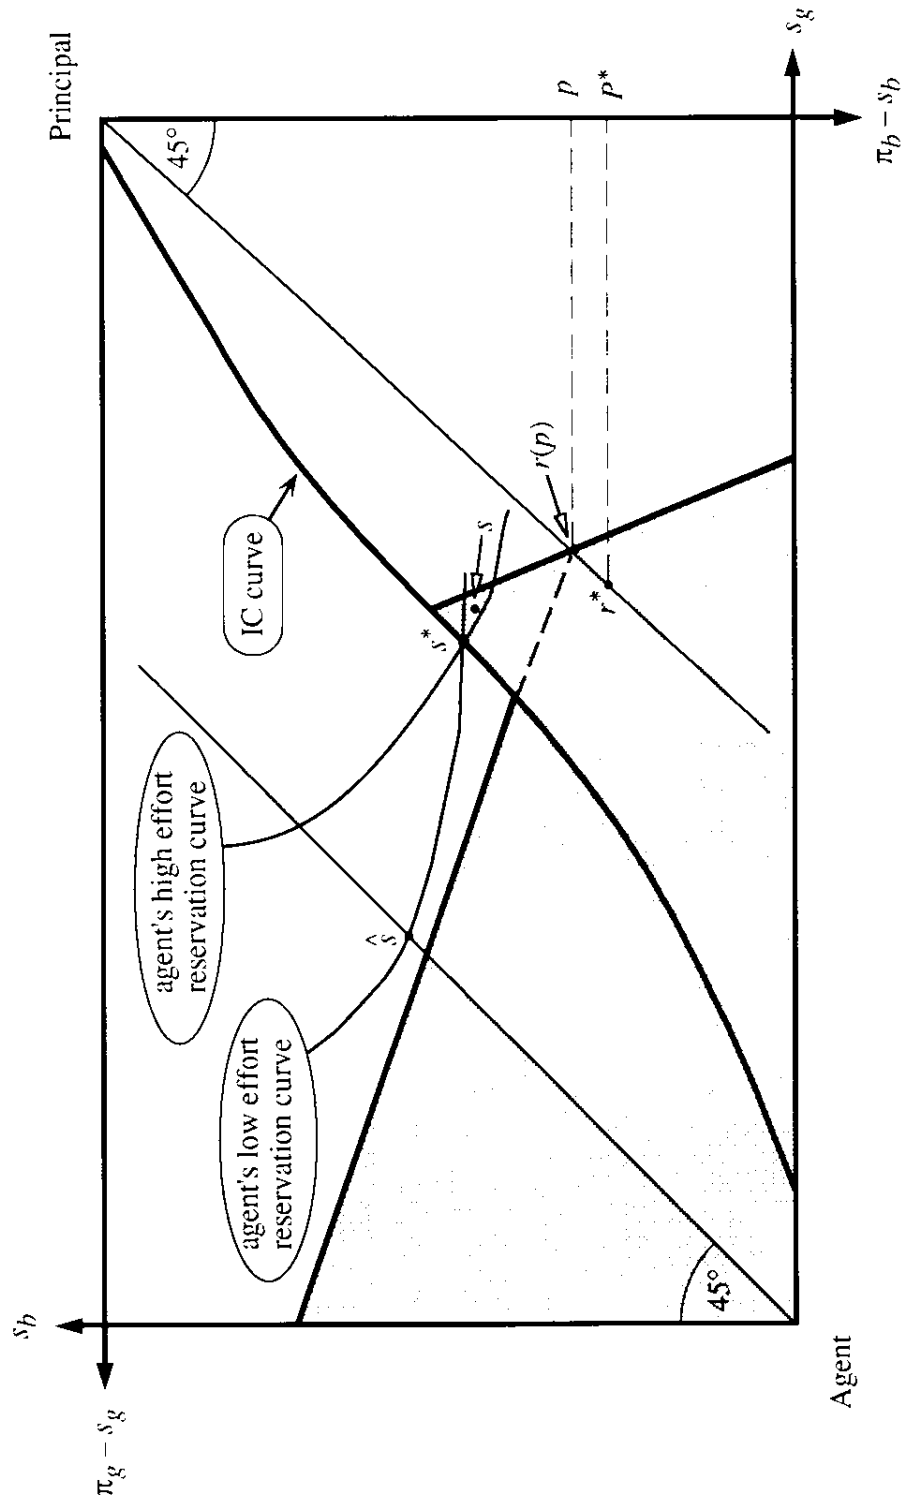 Principal
s_g
45°
p
P*
π_b − s_b
IC curve
r(p)
s
s*
r*
agent's high effort
reservation curve
ŝ
agent's low effort
reservation curve
45°
s_b
Agent
π_g − s_g